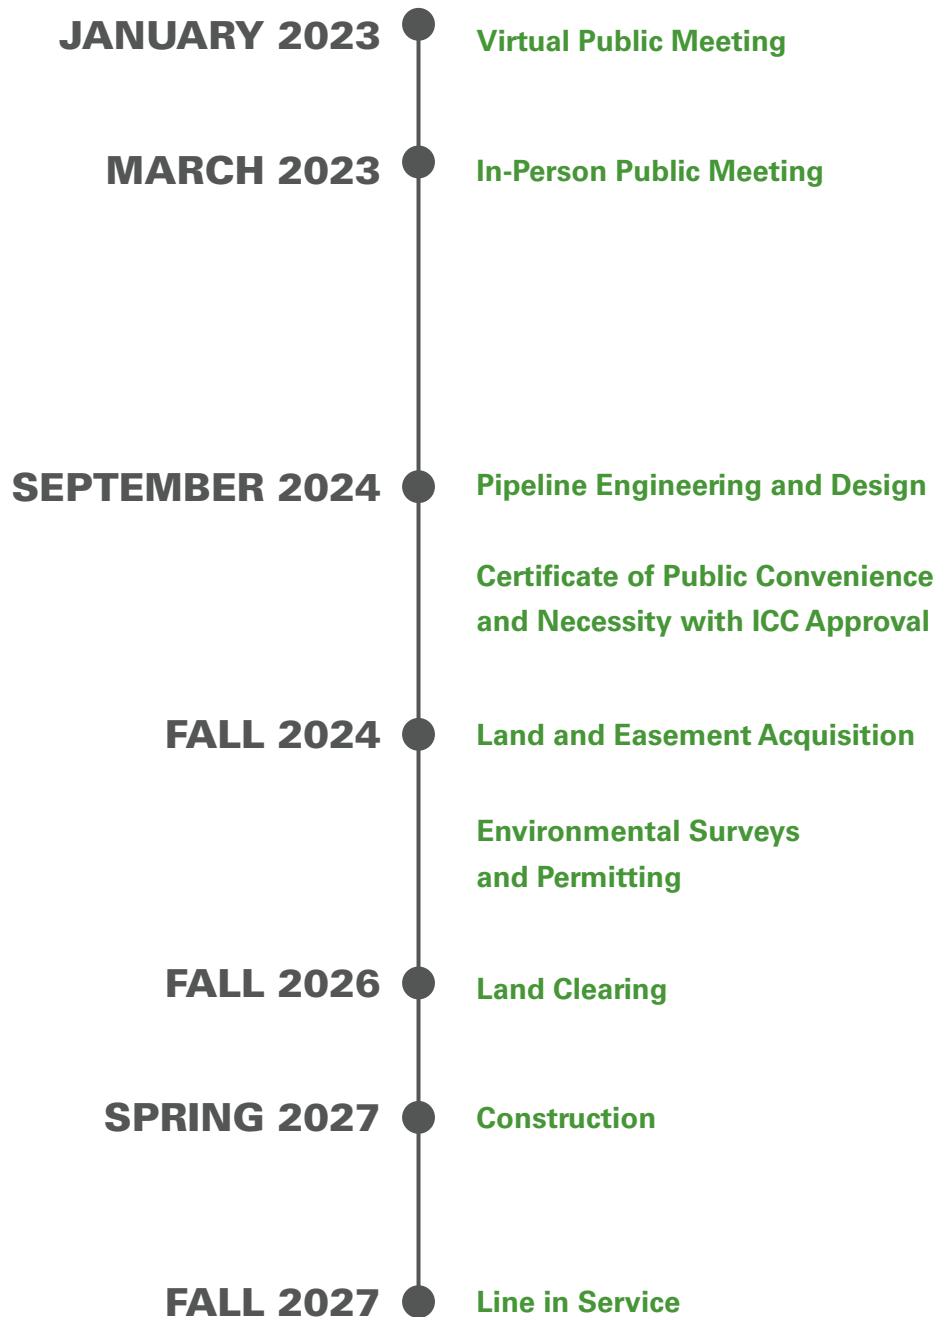 JANUARY 2023
Virtual Public Meeting
MARCH 2023
In-Person Public Meeting
SEPTEMBER 2024
Pipeline Engineering and Design
Certificate of Public Convenience
and Necessity with ICC Approval
FALL 2024
Land and Easement Acquisition
Environmental Surveys
and Permitting
FALL 2026
Land Clearing
SPRING 2027
Construction
FALL 2027
Line in Service